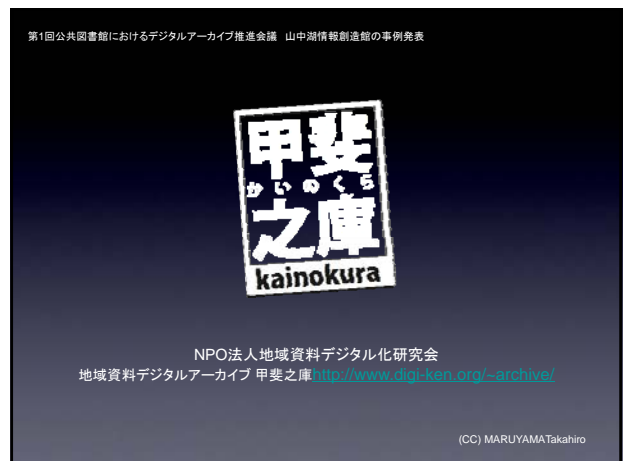 第1回公共図書館におけるデジタルアーカイブ推進会議　山中湖情報創造館の事例発表
甲斐
かいのくら
之庫
kainokura
NPO法人地域資料デジタル化研究会
地域資料デジタルアーカイブ 甲斐之庫http://www.digi-ken.org/~archive/
(CC) MARUYAMATakahiro